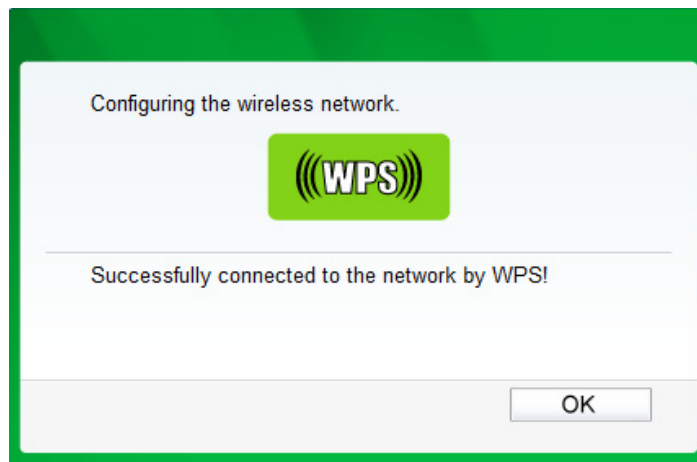 Configuring the wireless network.
(((WPS)))
Successfully connected to the network by WPS!
OK